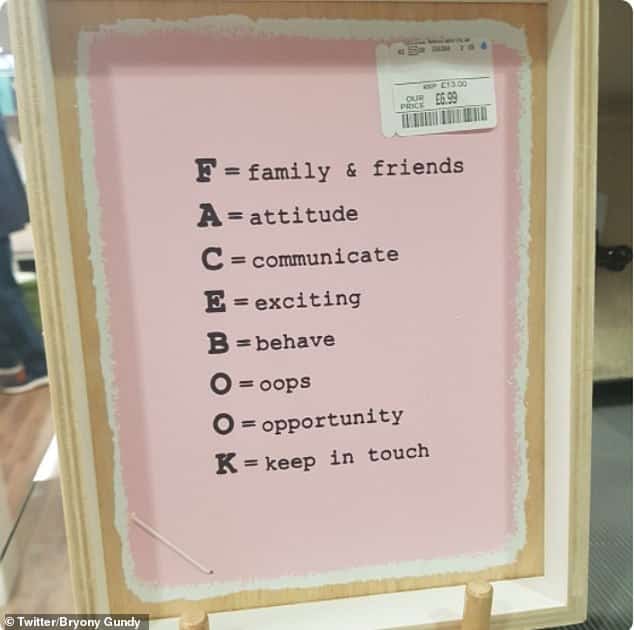 RRP £13.00
OUR PRICE £6.99
F = family & friends
A = attitude
C = communicate
E = exciting
B = behave
O = oops
O = opportunity
K = keep in touch
© Twitter/Bryony Gundy